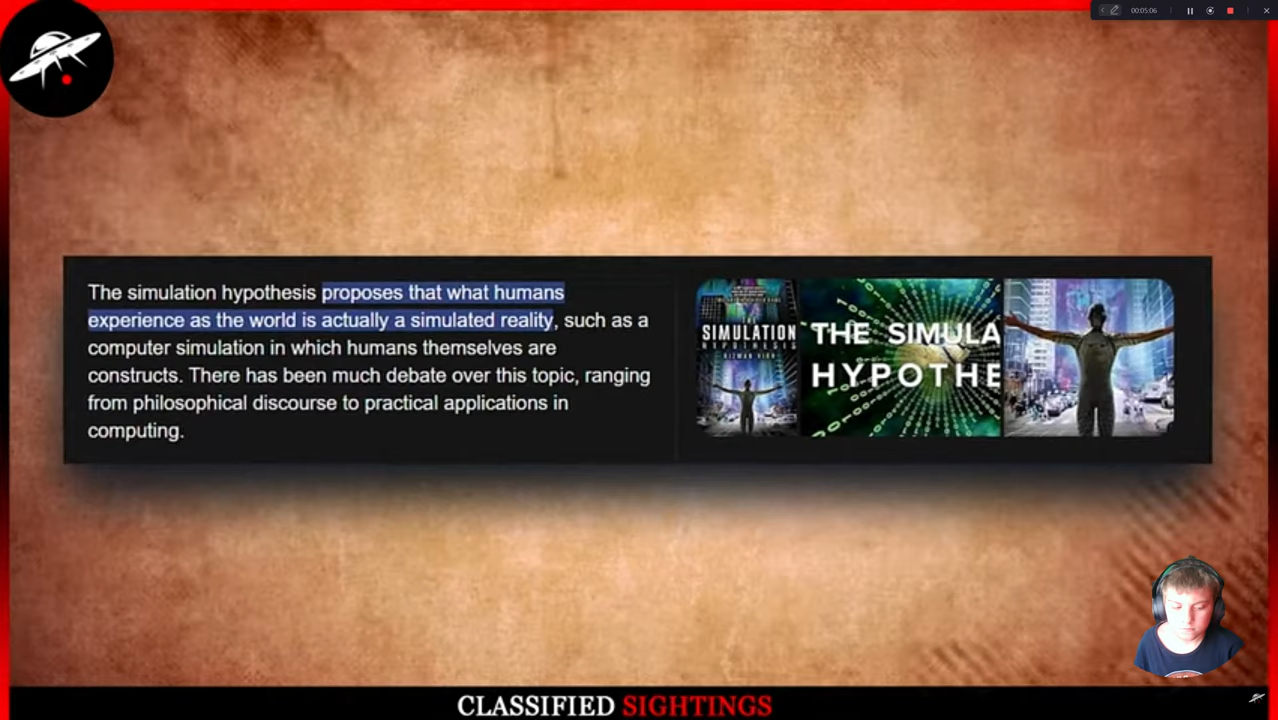 00:05:06
The simulation hypothesis proposes that what humans
experience as the world is actually a simulated reality, such as a
computer simulation in which humans themselves are
constructs. There has been much debate over this topic, ranging
from philosophical discourse to practical applications in
computing.
SIMULATION
HYPOTHESIS
RIZWAN VIRK
THE SIMULA
HYPOTHE
CLASSIFIED SIGHTINGS